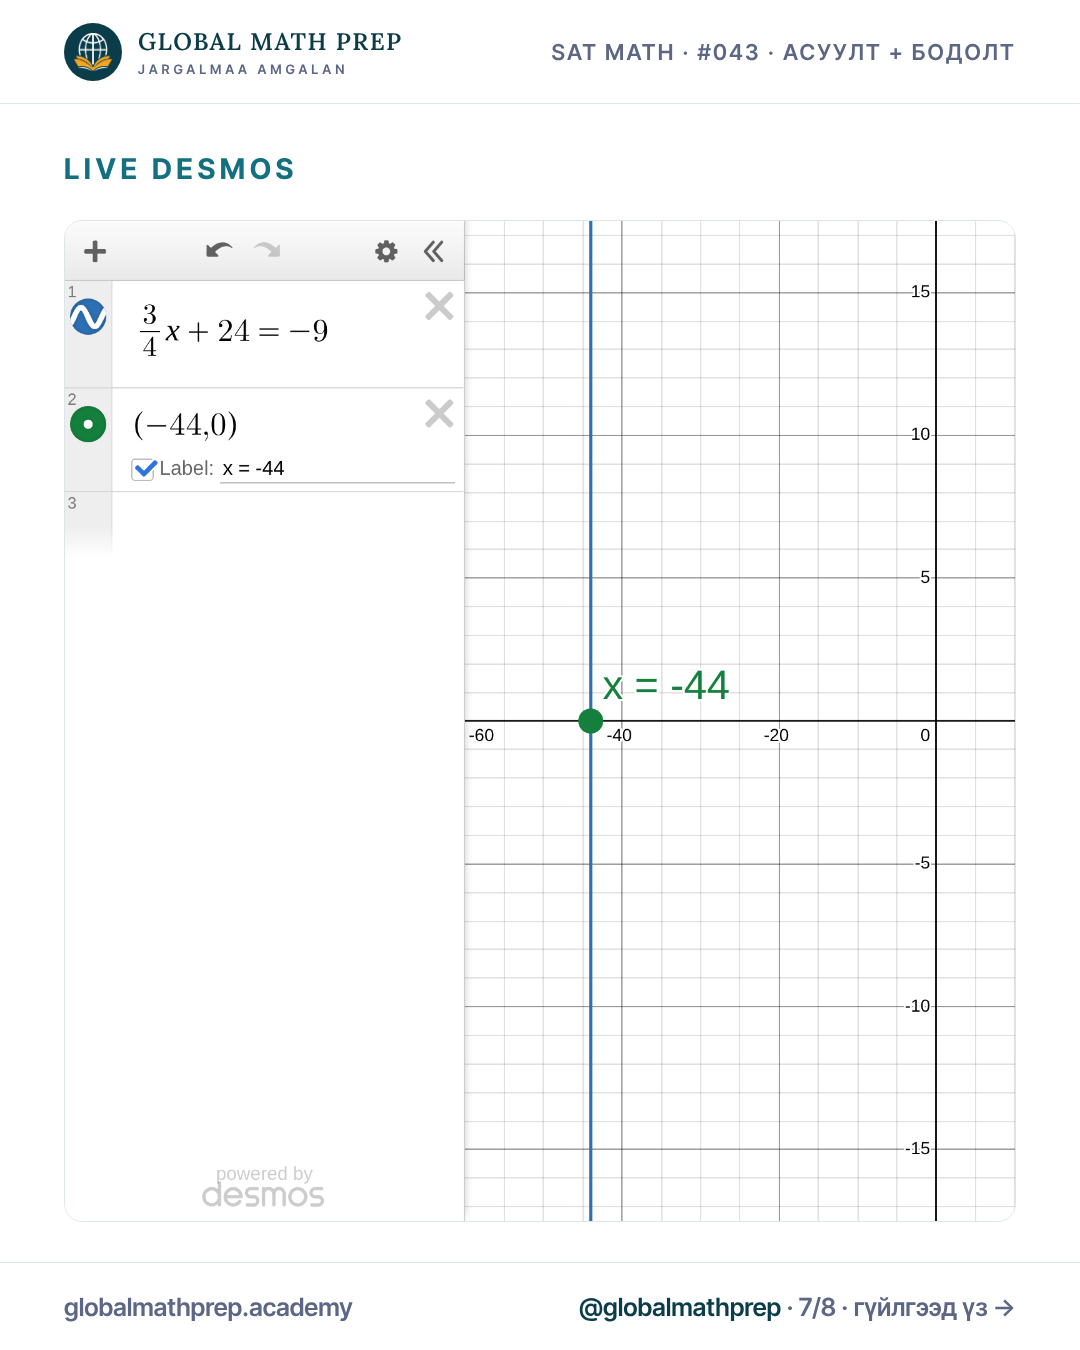 GLOBAL MATH PREP
JARGALMAA AMGALAN
SAT MATH · #043 · АСУУЛТ + БОДОЛТ
LIVE DESMOS
1
3/4 x + 24 = −9
2
(−44,0)
Label: x = -44
3
powered by
desmos
15
10
5
x = -44
-60
-40
-20
0
-5
-10
-15
globalmathprep.academy
@globalmathprep · 7/8 · гүйлгээд үз →